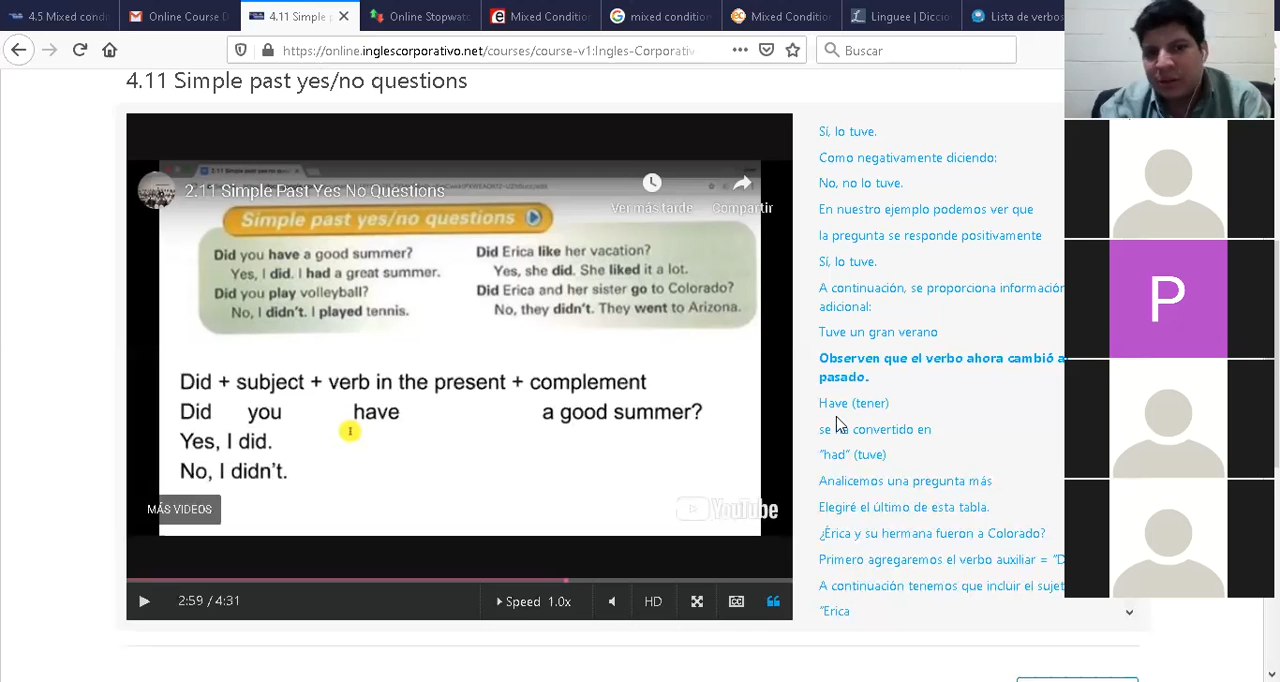 4.5 Mixed condi
Online Course D
4.11 Simple p
Online Stopwatc
Mixed Condition
mixed condition
Mixed Conditio
Linguee | Diccio
Lista de verbos
https://online.inglescorporativo.net/courses/course-v1:Ingles-Corporativ
Buscar
4.11 Simple past yes/no questions
2.11 Simple Past Yes No Questions
Ver más tarde
Compartir
Simple past yes/no questions
Did you have a good summer?
Yes, I did. I had a great summer.
Did you play volleyball?
No, I didn't. I played tennis.
Did Erica like her vacation?
Yes, she did. She liked it a lot.
Did Erica and her sister go to Colorado?
No, they didn't. They went to Arizona.
Did + subject + verb in the present + complement
Did you have a good summer?
Yes, I did.
No, I didn't.
MÁS VIDEOS
YouTube
2:59 / 4:31
Speed 1.0x
HD
Sí, lo tuve.
Como negativamente diciendo:
No, no lo tuve.
En nuestro ejemplo podemos ver que
la pregunta se responde positivamente
Sí, lo tuve.
A continuación, se proporciona información
adicional:
Tuve un gran verano
Observen que el verbo ahora cambió a
pasado.
Have (tener)
se convertido en
"had" (tuve)
Analicemos una pregunta más
Elegiré el último de esta tabla.
¿Erica y su hermana fueron a Colorado?
Primero agregaremos el verbo auxiliar = "D
A continuación tenemos que incluir el sujet
"Erica
P